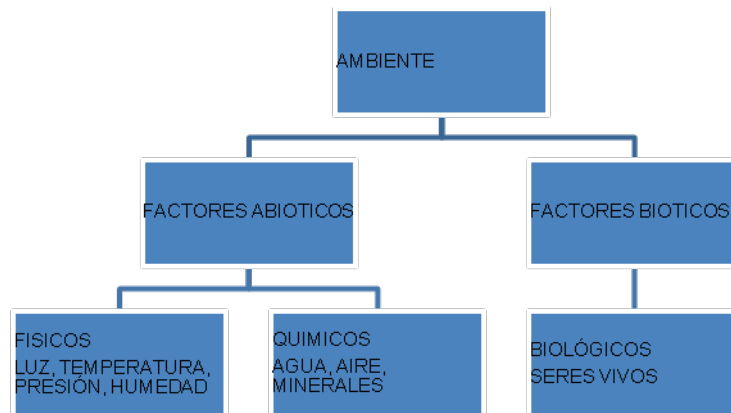 AMBIENTE
FACTORES ABIOTICOS
FACTORES BIOTICOS
FISICOS
LUZ, TEMPERATURA,
PRESIÓN, HUMEDAD
QUIMICOS
AGUA, AIRE,
MINERALES
BIOLÓGICOS
SERES VIVOS